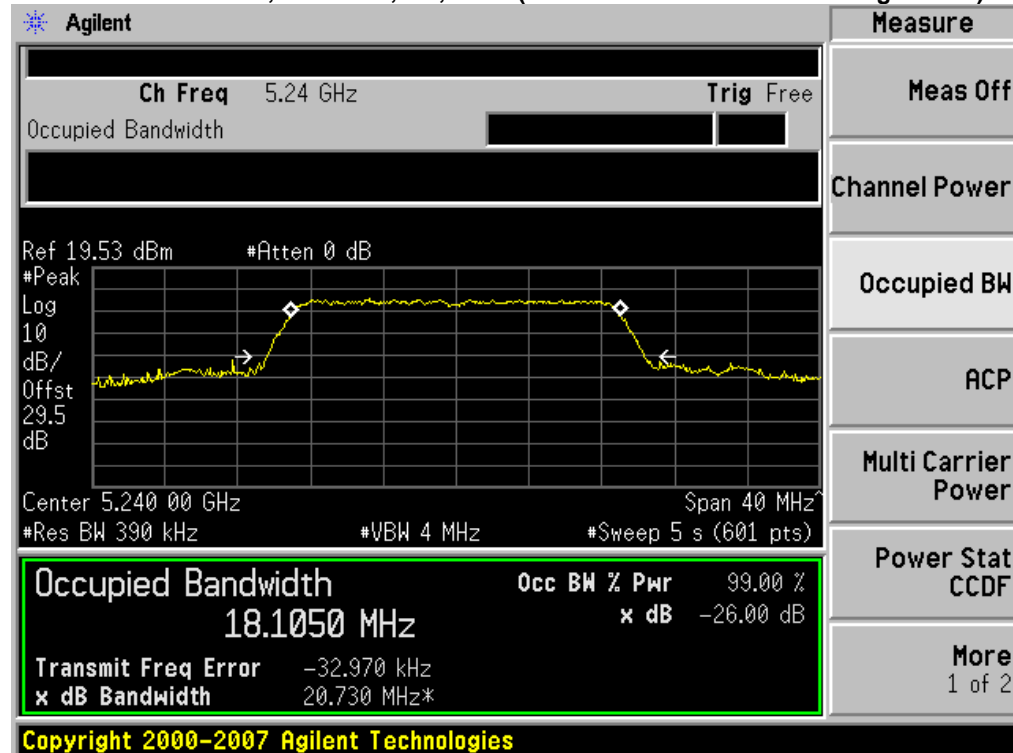 Agilent
Measure
Ch Freq 5.24 GHz Trig Free
Occupied Bandwidth
Ref 19.53 dBm #Atten 0 dB
#Peak
Log
10
dB/
Offst
29.5
dB
Center 5.240 00 GHz Span 40 MHz^
#Res BW 390 kHz #VBW 4 MHz #Sweep 5 s (601 pts)
Occupied Bandwidth Occ BW % Pwr 99.00 %
18.1050 MHz x dB -26.00 dB
Transmit Freq Error -32.970 kHz
x dB Bandwidth 20.730 MHz*
Meas Off
Channel Power
Occupied BW
ACP
Multi Carrier
Power
Power Stat
CCDF
More
1 of 2
Copyright 2000-2007 Agilent Technologies